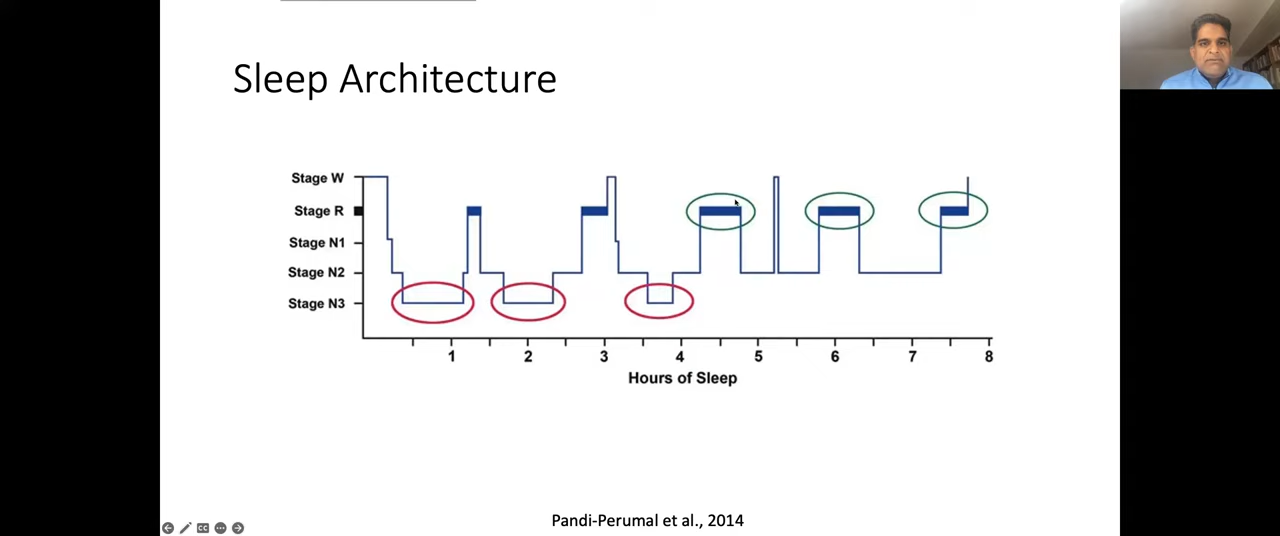 Sleep Architecture
Stage W
Stage R
Stage N1
Stage N2
Stage N3
1 2 3 4 5 6 7 8
Hours of Sleep
Pandi-Perumal et al., 2014
CC